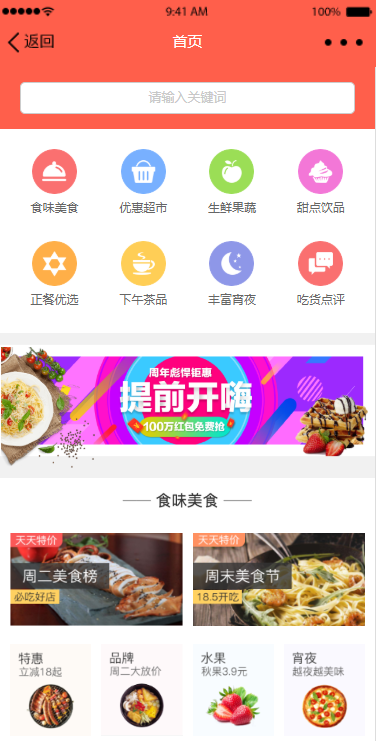 9:41 AM 100%
返回 首页
请输入关键词
食味美食 优惠超市 生鲜果蔬 甜点饮品
正餐优选 下午茶品 丰富宵夜 吃货点评
周年彪悍钜惠
提前开嗨
100万红包免费抢
食味美食
天天特价 天天特价
周二美食榜 周末美食节
必吃好店 18.5开吃
特惠 品牌 水果 宵夜
立减18起 周二大放价 秋果3.9元 越夜越美味